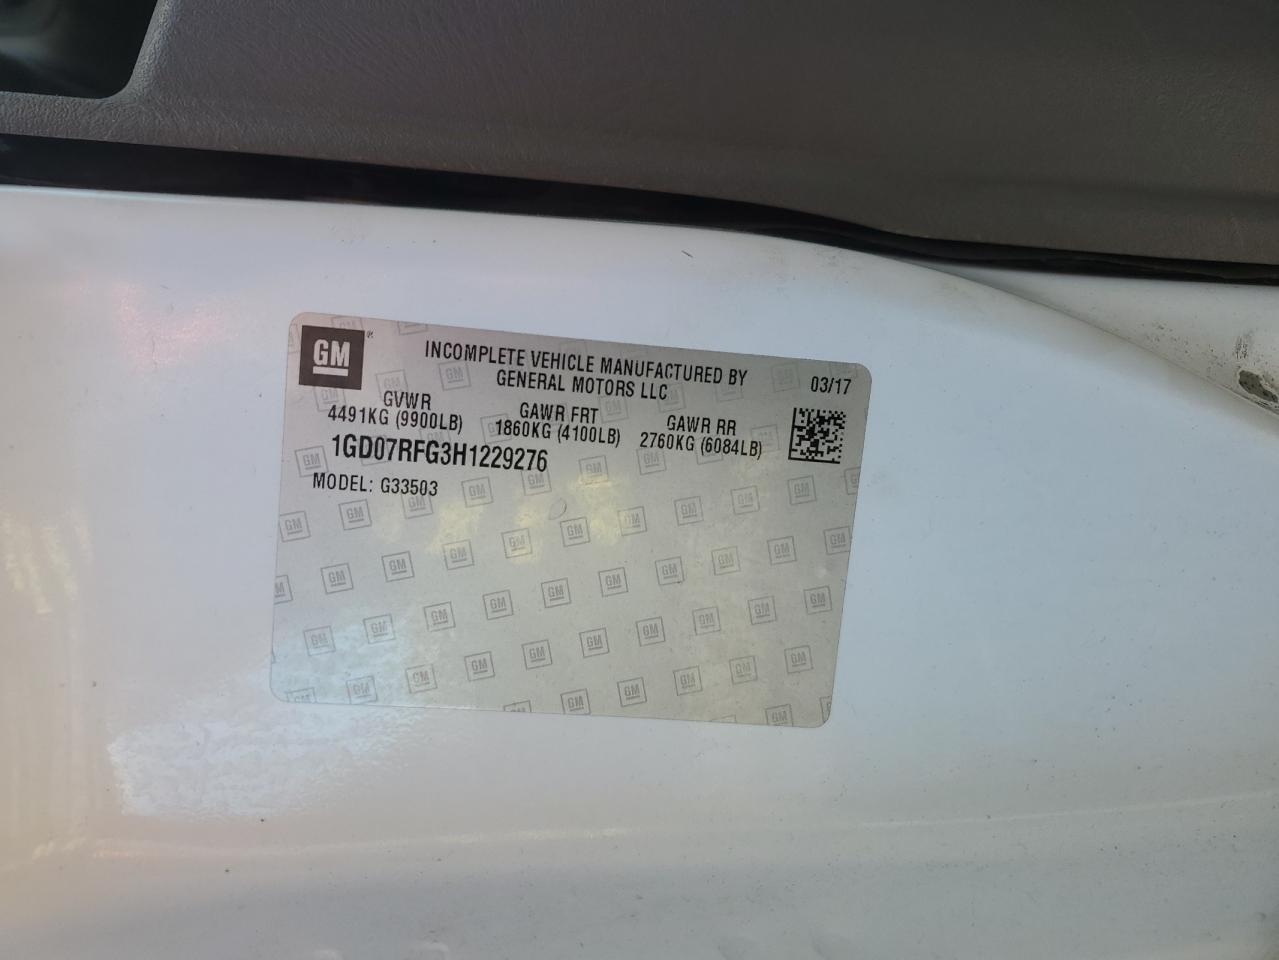 GM®
INCOMPLETE VEHICLE MANUFACTURED BY
GENERAL MOTORS LLC
03/17
GVWR
4491KG (9900LB)
GAWR FRT
1860KG (4100LB)
GAWR RR
2760KG (6084LB)
1GD07RFG3H1229276
MODEL: G33503